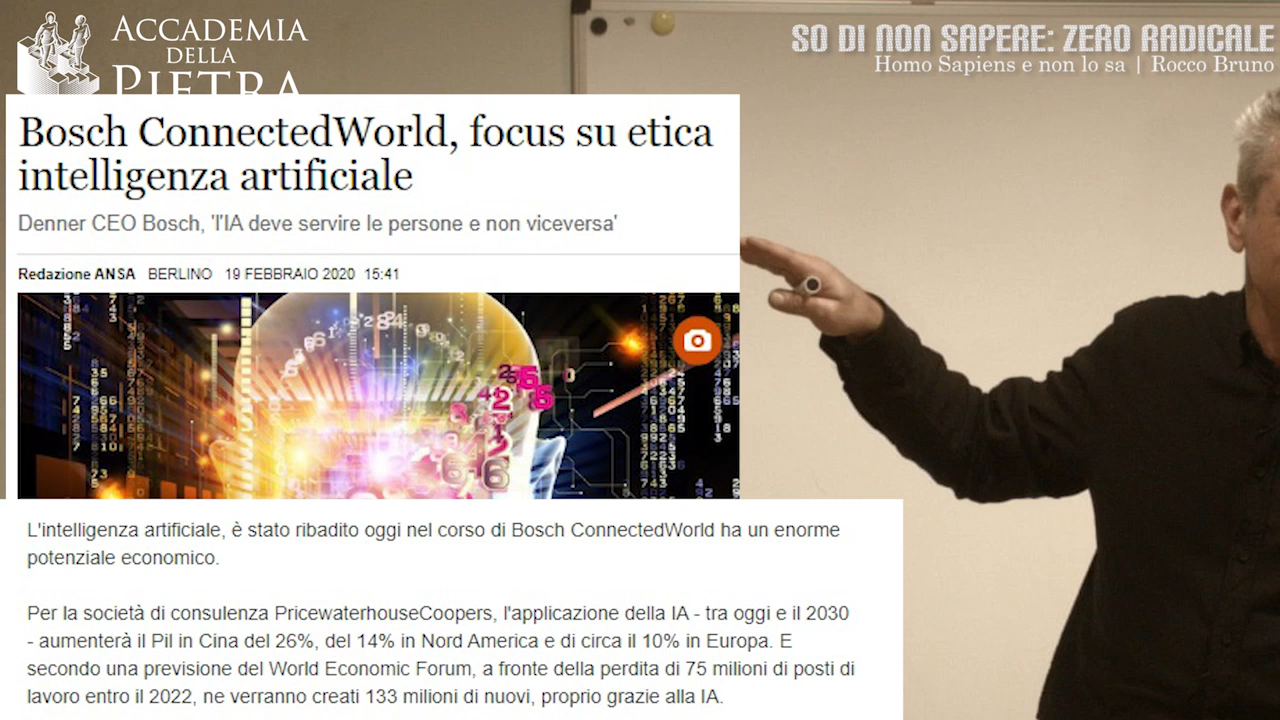 ACCADEMIA
DELLA
PIETRA
SO DI NON SAPERE: ZERO RADICALE
Homo Sapiens e non lo sa | Rocco Bruno
Bosch ConnectedWorld, focus su etica
intelligenza artificiale
Denner CEO Bosch, 'l'IA deve servire le persone e non viceversa'
Redazione ANSA BERLINO 19 FEBBRAIO 2020 15:41
L'intelligenza artificiale, è stato ribadito oggi nel corso di Bosch ConnectedWorld ha un enorme
potenziale economico.
Per la società di consulenza PricewaterhouseCoopers, l'applicazione della IA - tra oggi e il 2030
- aumenterà il Pil in Cina del 26%, del 14% in Nord America e di circa il 10% in Europa. E
secondo una previsione del World Economic Forum, a fronte della perdita di 75 milioni di posti di
lavoro entro il 2022, ne verranno creati 133 milioni di nuovi, proprio grazie alla IA.